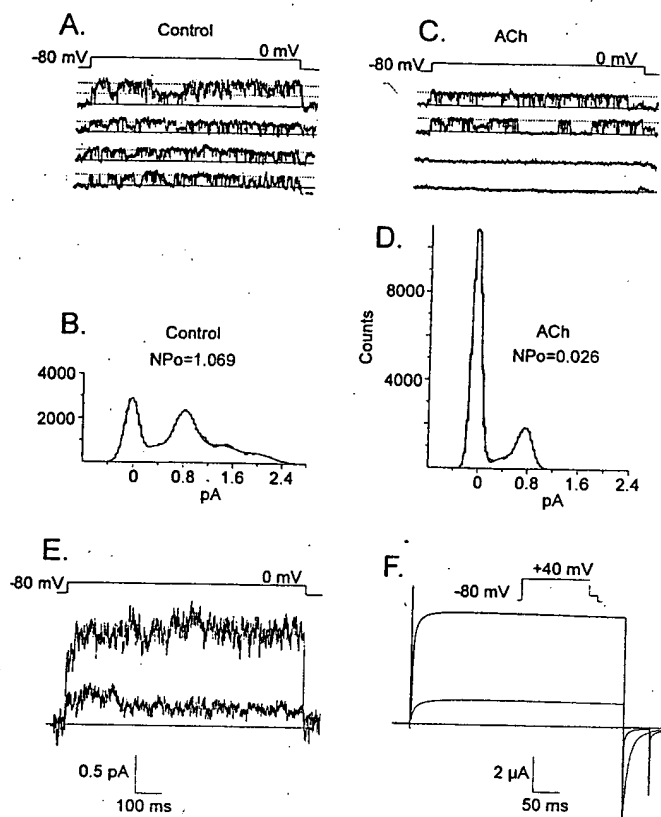 A.
Control
-80 mV
0 mV
C.
ACh
-80 mV
0 mV
B.
Control
NPo=1.069
4000
2000
0
0.8
1.6
2.4
pA
D.
Counts
8000
4000
ACh
NPo=0.026
0
0.8
1.6
2.4
pA
E.
-80 mV
0 mV
0.5 pA
100 ms
F.
+40 mV
-80 mV
2 µA
50 ms